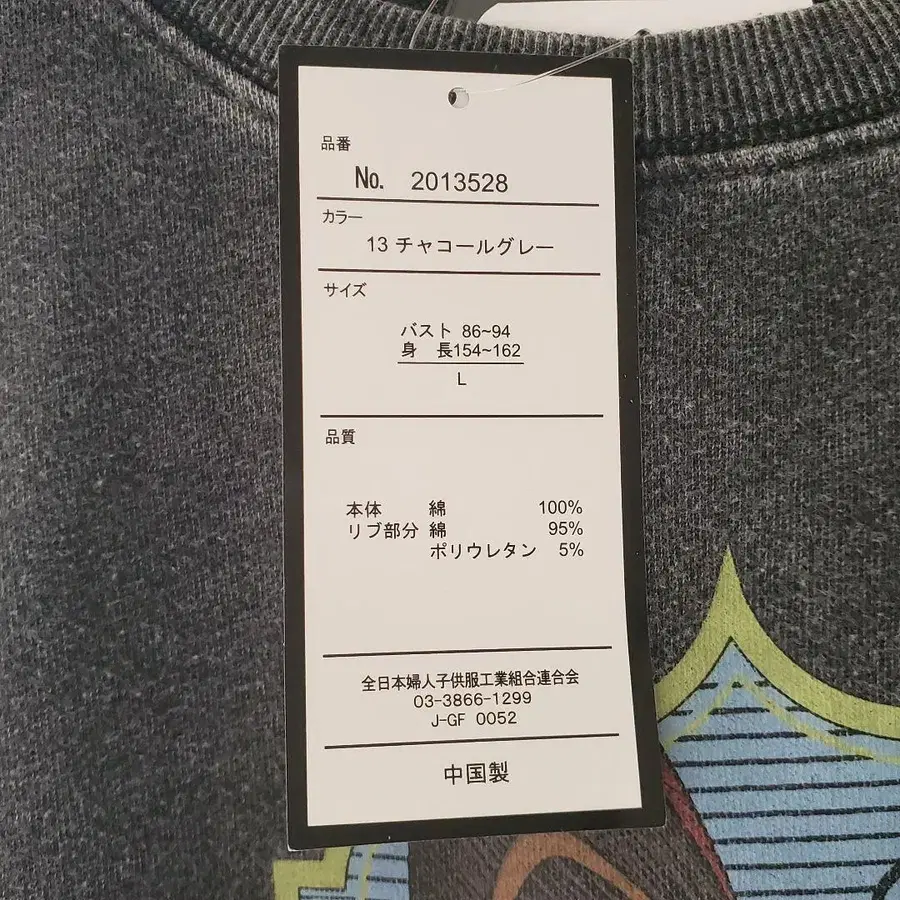 品番
No. 2013528
カラー
13 チャコールグレー
サイズ
バスト 86~94
身 長154~162
L
品質
本体 綿 100%
リブ部分 綿 95%
ポリウレタン 5%
全日本婦人子供服工業組合連合会
03-3866-1299
J-GF 0052
中国製